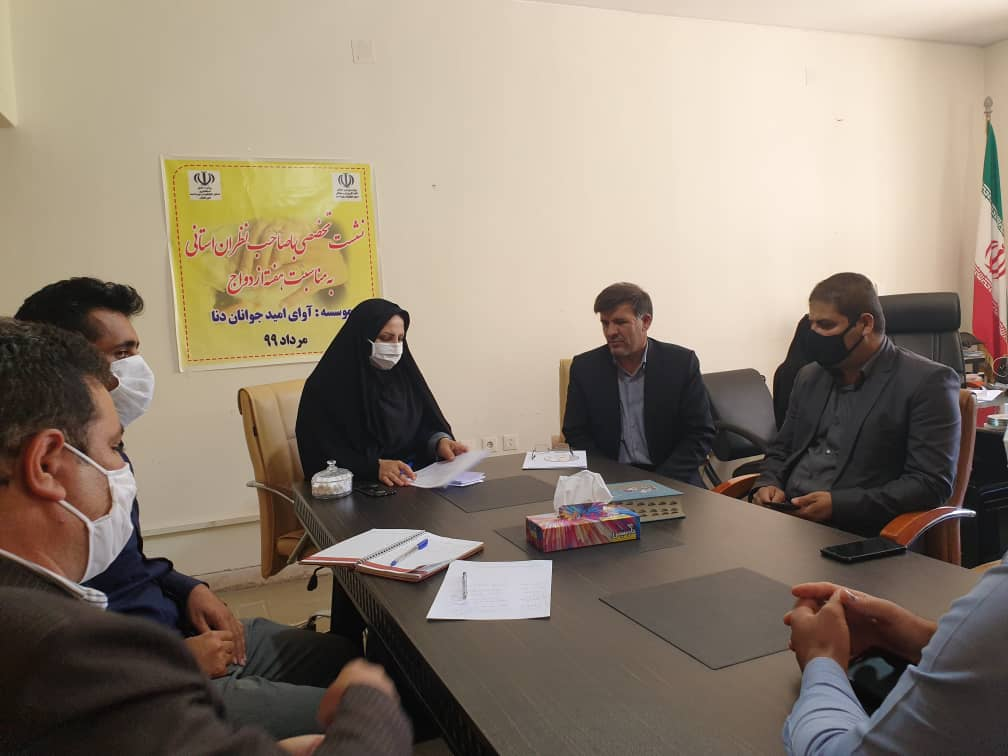 نشست تخصصی با صاحب نظران استانی
به مناسبت هفته ازدواج
موسسه : آوای امید جوانان دنا
مرداد ۹۹